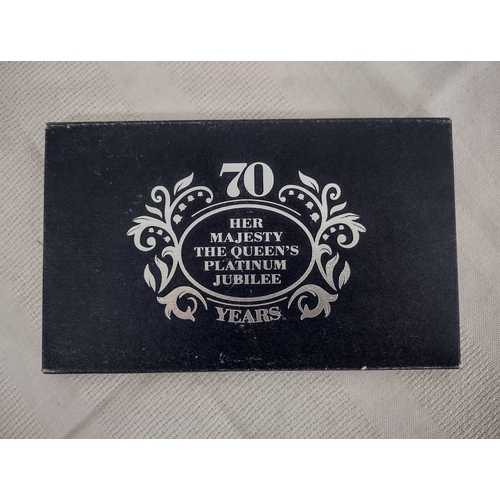 70
HER
MAJESTY
THE QUEEN'S
PLATINUM
JUBILEE
YEARS